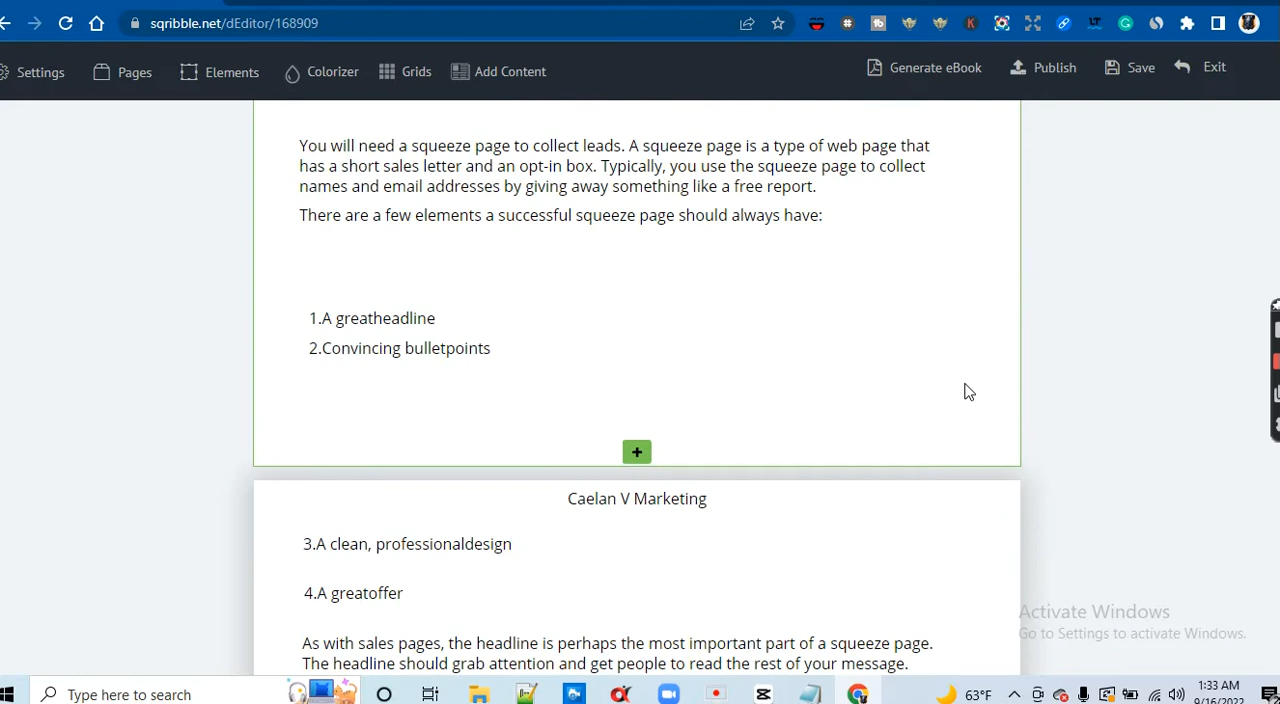 sqribble.net/dEditor/168909
Settings
Pages
Elements
Colorizer
Grids
Add Content
Generate eBook
Publish
Save
Exit
You will need a squeeze page to collect leads. A squeeze page is a type of web page that
has a short sales letter and an opt-in box. Typically, you use the squeeze page to collect
names and email addresses by giving away something like a free report.
There are a few elements a successful squeeze page should always have:
1.A greatheadline
2.Convincing bulletpoints
+
Caelan V Marketing
3.A clean, professionaldesign
4.A greatoffer
As with sales pages, the headline is perhaps the most important part of a squeeze page.
The headline should grab attention and get people to read the rest of your message.
Activate Windows
Go to Settings to activate Windows.
Type here to search
63°F
1:33 AM
9/16/2022